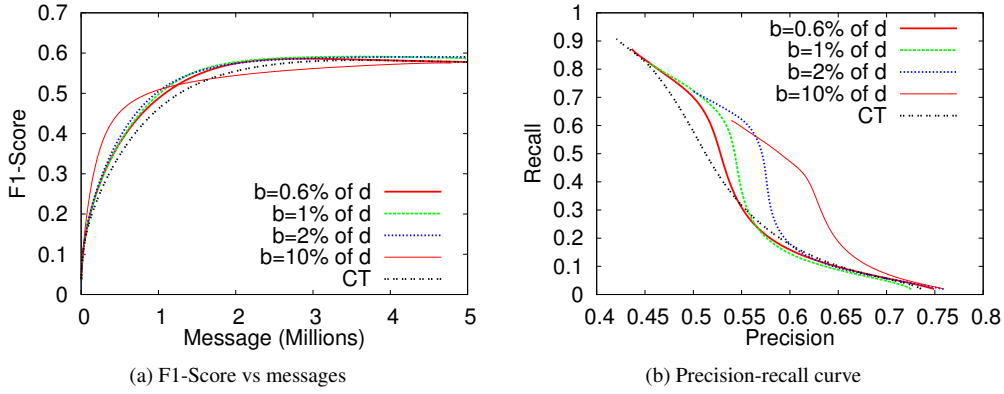 0.7
0.6
0.5
0.4
0.3
0.2
0.1
0
F1-Score
b=0.6% of d
b=1% of d
b=2% of d
b=10% of d
CT
0 1 2 3 4 5
Message (Millions)
(a) F1-Score vs messages
1
0.9
0.8
0.7
0.6
0.5
0.4
0.3
0.2
0.1
0
Recall
b=0.6% of d
b=1% of d
b=2% of d
b=10% of d
CT
0.4 0.45 0.5 0.55 0.6 0.65 0.7 0.75 0.8
Precision
(b) Precision-recall curve